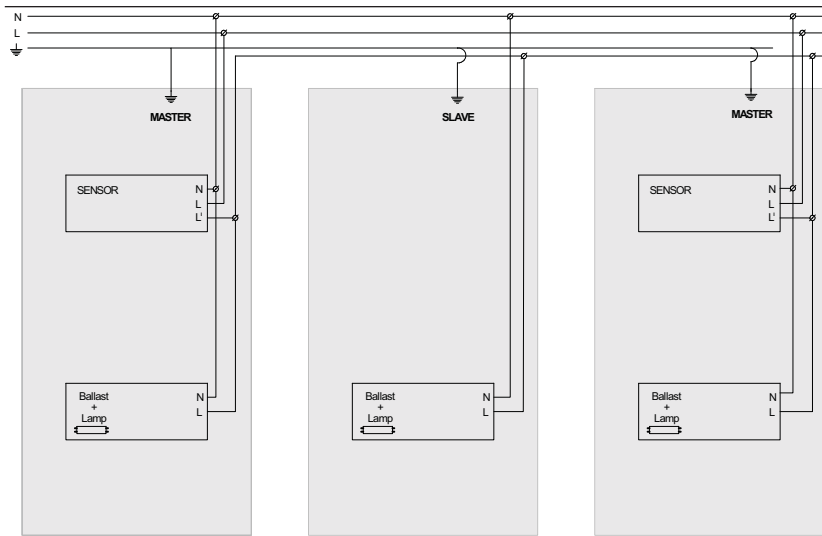 N
L
MASTER
SLAVE
MASTER
SENSOR
N
L
L'
SENSOR
N
L
L'
Ballast
+
Lamp
N
L
Ballast
+
Lamp
N
L
Ballast
+
Lamp
N
L